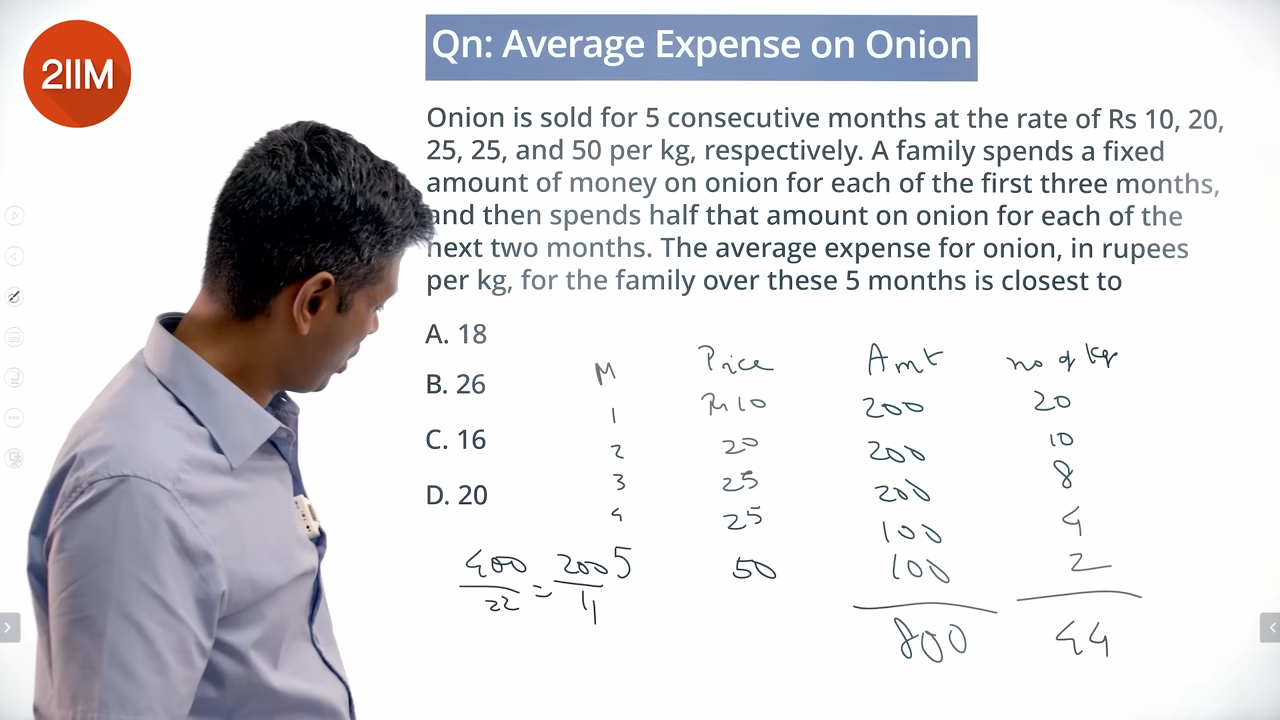 2IIM
Qn: Average Expense on Onion
Onion is sold for 5 consecutive months at the rate of Rs 10, 20,
25, 25, and 50 per kg, respectively. A family spends a fixed
amount of money on onion for each of the first three months,
and then spends half that amount on onion for each of the
next two months. The average expense for onion, in rupees
per kg, for the family over these 5 months is closest to
A. 18
B. 26
C. 16
D. 20
M Price Amt no of kg
1 Rs 10 200 20
2 20 200 10
3 25 200 8
4 25 100 4
5 50 100 2
800 44
400/22 = 200/11